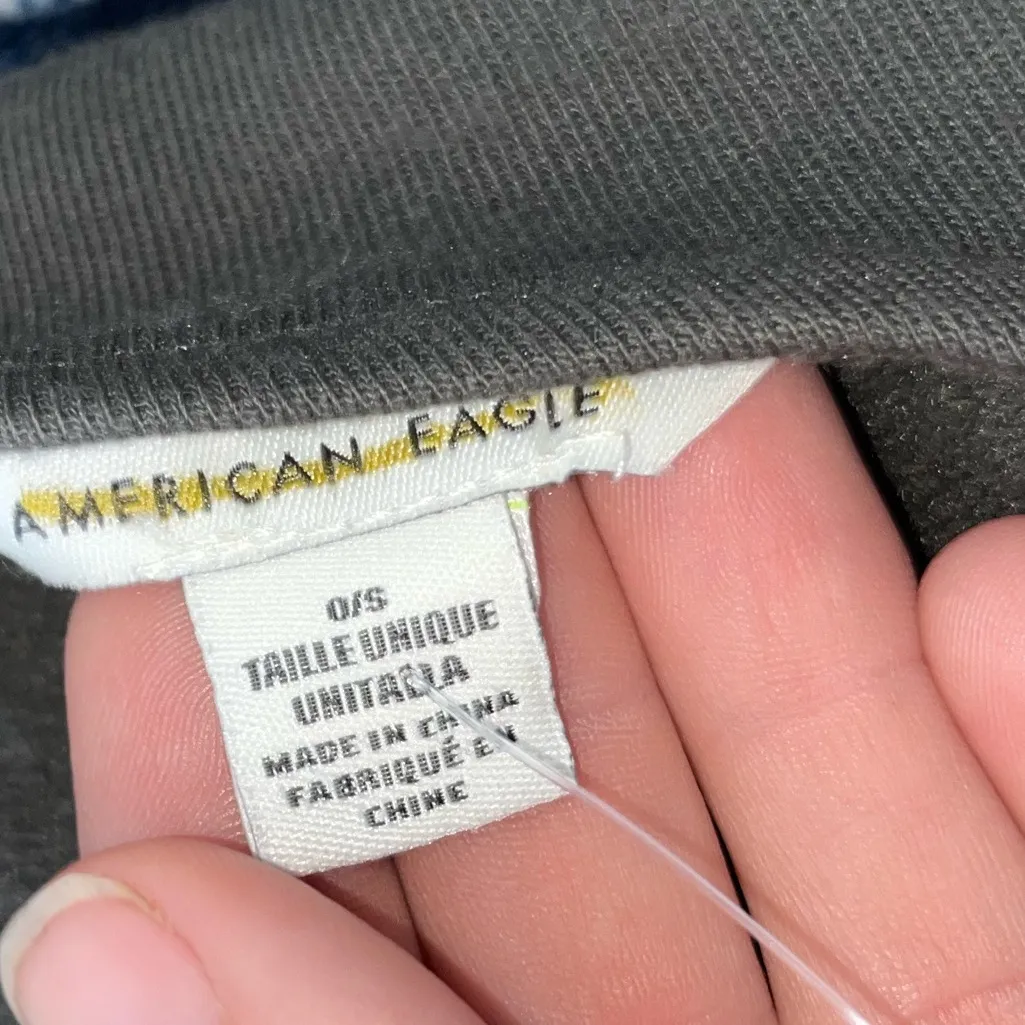 AMERICAN EAGLE
O/S
TAILLE UNIQUE
UNITALLA
MADE IN CHINA
FABRIQUÉ EN
CHINE